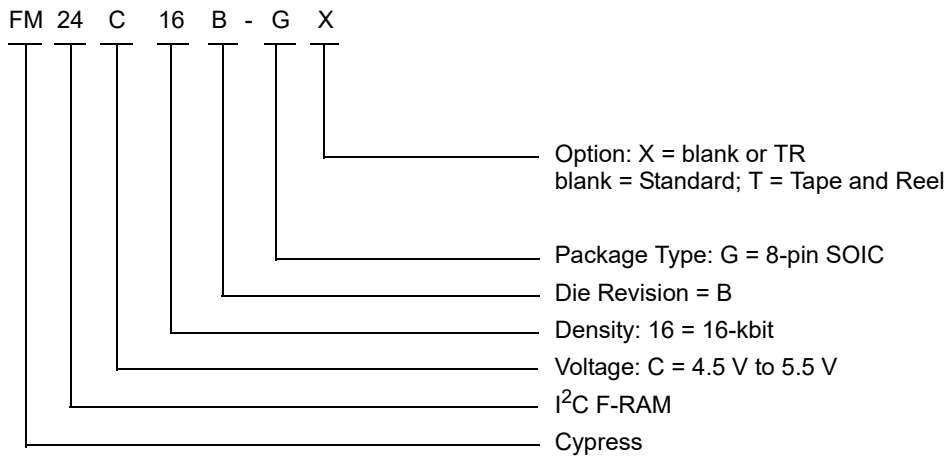 FM 24 C 16 B - G X
Option: X = blank or TR
blank = Standard; T = Tape and Reel
Package Type: G = 8-pin SOIC
Die Revision = B
Density: 16 = 16-kbit
Voltage: C = 4.5 V to 5.5 V
I²C F-RAM
Cypress